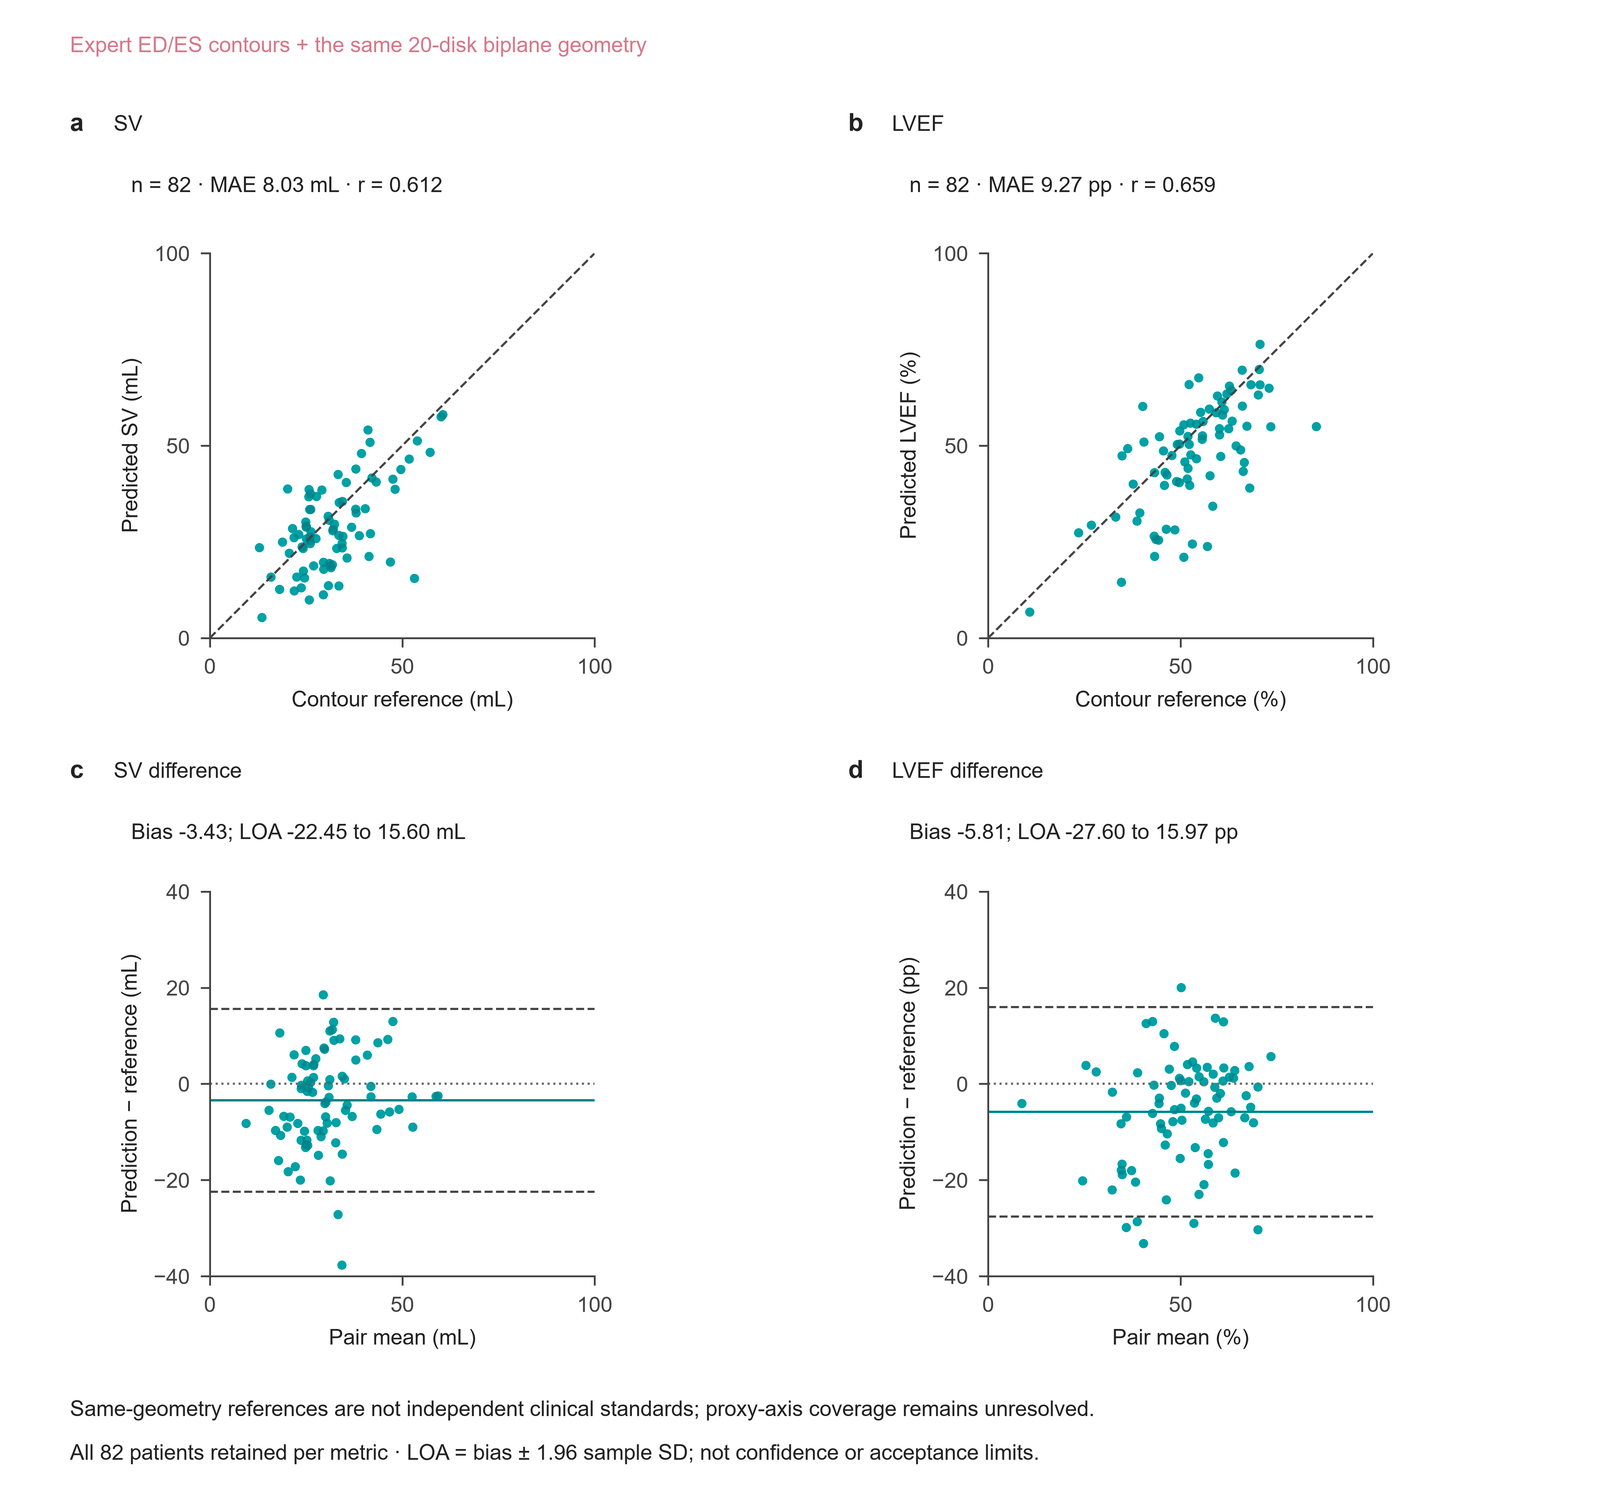 Expert ED/ES contours + the same 20-disk biplane geometry
a SV
n = 82 · MAE 8.03 mL · r = 0.612
100
50
0
0 50 100
Predicted SV (mL)
Contour reference (mL)
b LVEF
n = 82 · MAE 9.27 pp · r = 0.659
100
50
0
0 50 100
Predicted LVEF (%)
Contour reference (%)
c SV difference
Bias -3.43; LOA -22.45 to 15.60 mL
40
20
0
−20
−40
0 50 100
Prediction − reference (mL)
Pair mean (mL)
d LVEF difference
Bias -5.81; LOA -27.60 to 15.97 pp
40
20
0
−20
−40
0 50 100
Prediction − reference (pp)
Pair mean (%)
Same-geometry references are not independent clinical standards; proxy-axis coverage remains unresolved.
All 82 patients retained per metric · LOA = bias ± 1.96 sample SD; not confidence or acceptance limits.